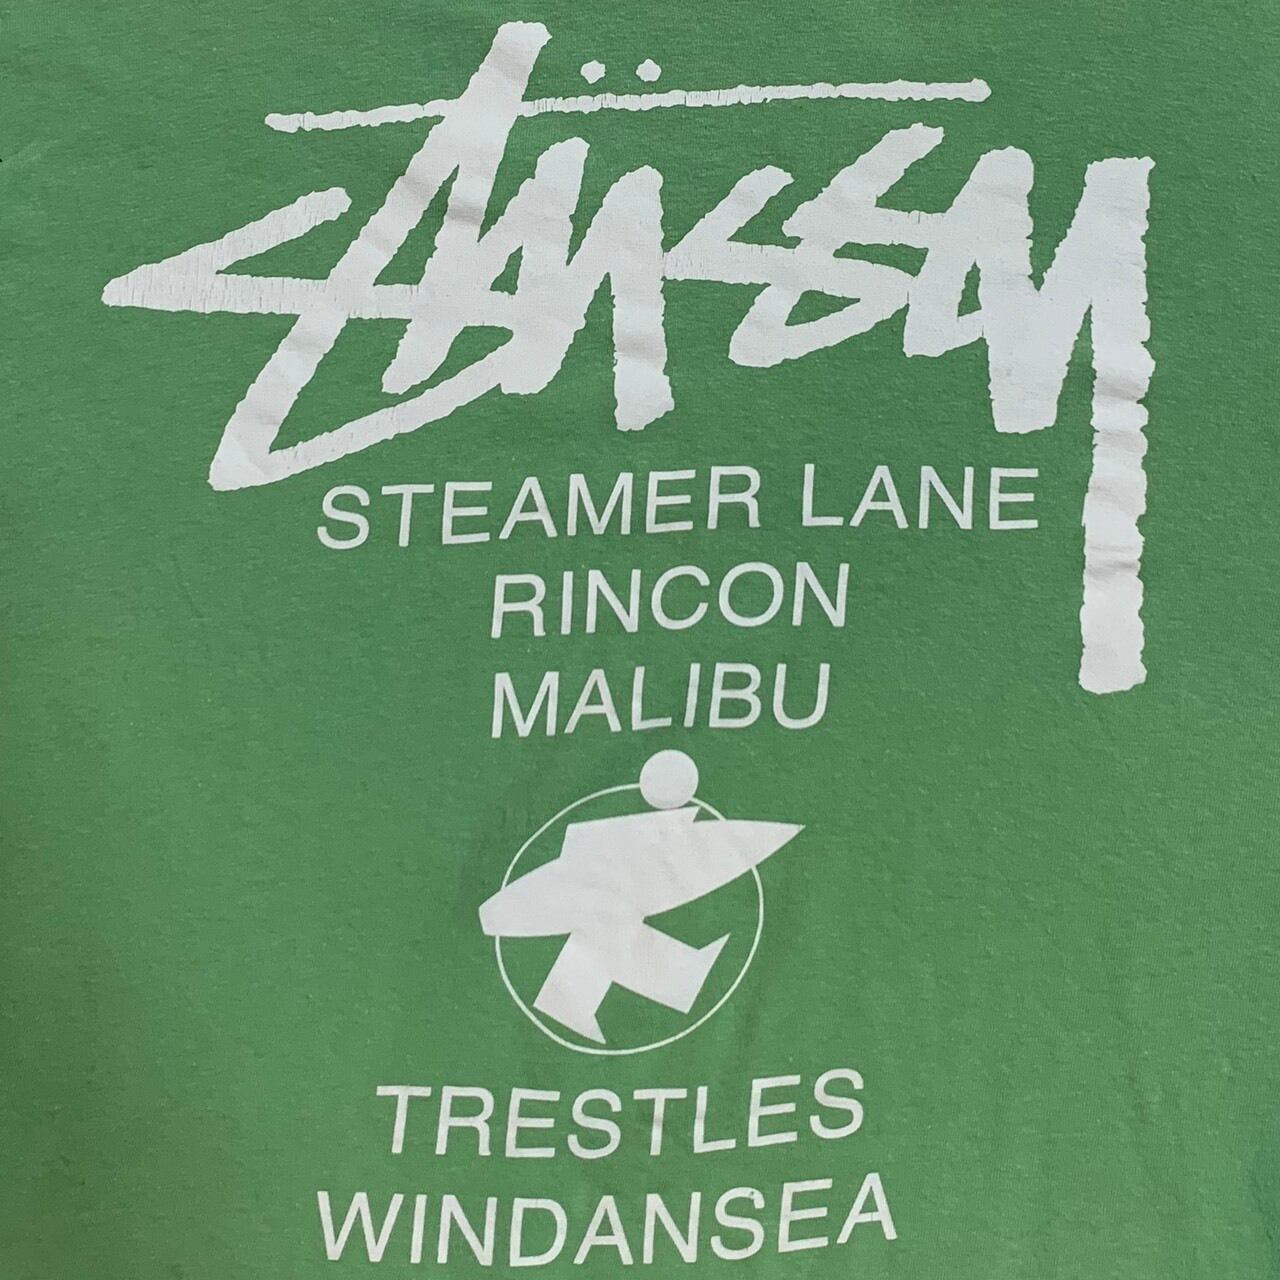 Stüssy
STEAMER LANE
RINCON
MALIBU
TRESTLES
WINDANSEA